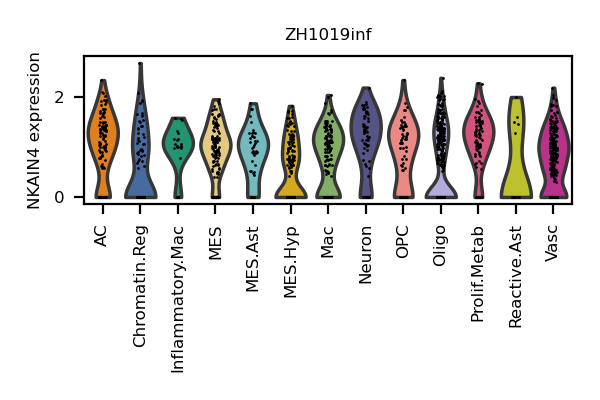 ZH1019inf
NKAIN4 expression
2
0
AC
Chromatin.Reg
Inflammatory.Mac
MES
MES.Ast
MES.Hyp
Mac
Neuron
OPC
Oligo
Prolif.Metab
Reactive.Ast
Vasc